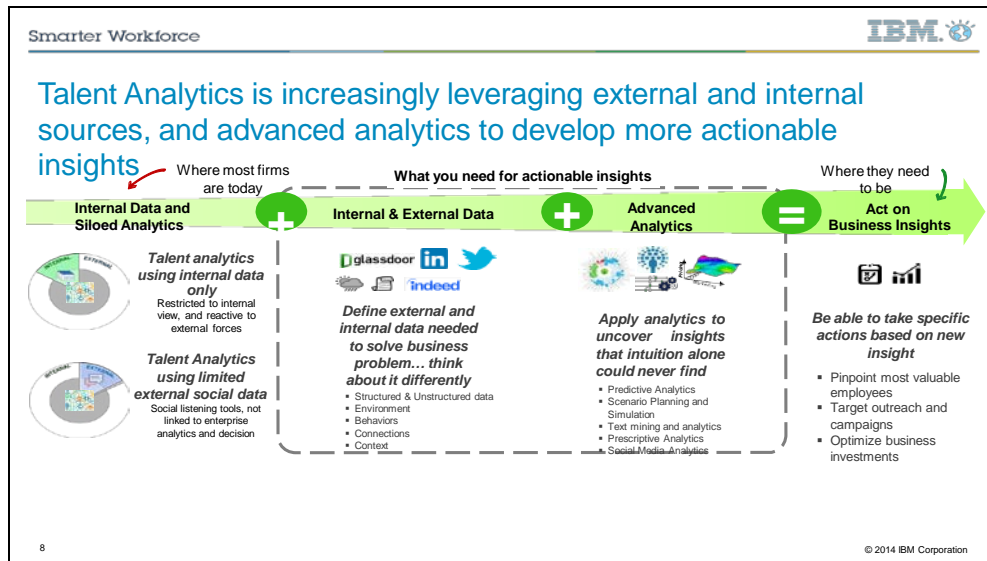 Smarter Workforce
IBM.
Talent Analytics is increasingly leveraging external and internal
sources, and advanced analytics to develop more actionable
insights
Where most firms
are today
What you need for actionable insights
Where they need
to be
Internal Data and
Siloed Analytics
+
Internal & External Data
+
Advanced
Analytics
=
Act on
Business Insights
INTERNAL
EXTERNAL
Talent analytics
using internal data
only
Restricted to internal
view, and reactive to
external forces
INTERNAL
EXTERNAL
Talent Analytics
using limited
external social data
Social listening tools, not
linked to enterprise
analytics and decision
glassdoor in
indeed
Define external and
internal data needed
to solve business
problem… think
about it differently
▪ Structured & Unstructured data
▪ Environment
▪ Behaviors
▪ Connections
▪ Context
Apply analytics to
uncover insights
that intuition alone
could never find
▪ Predictive Analytics
▪ Scenario Planning and
Simulation
▪ Text mining and analytics
▪ Prescriptive Analytics
▪ Social Media Analytics
Be able to take specific
actions based on new
insight
▪ Pinpoint most valuable
employees
▪ Target outreach and
campaigns
▪ Optimize business
investments
8
© 2014 IBM Corporation